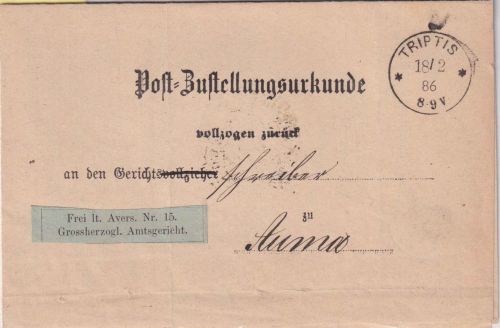 TRIPTIS
18/2
86
8-9V
Post-Zustellungsurkunde
vollzogen zurück
an den Gerichtsvollzieher schreiber
zu
Auma
Frei lt. Avers. Nr. 15.
Grossherzogl. Amtsgericht.